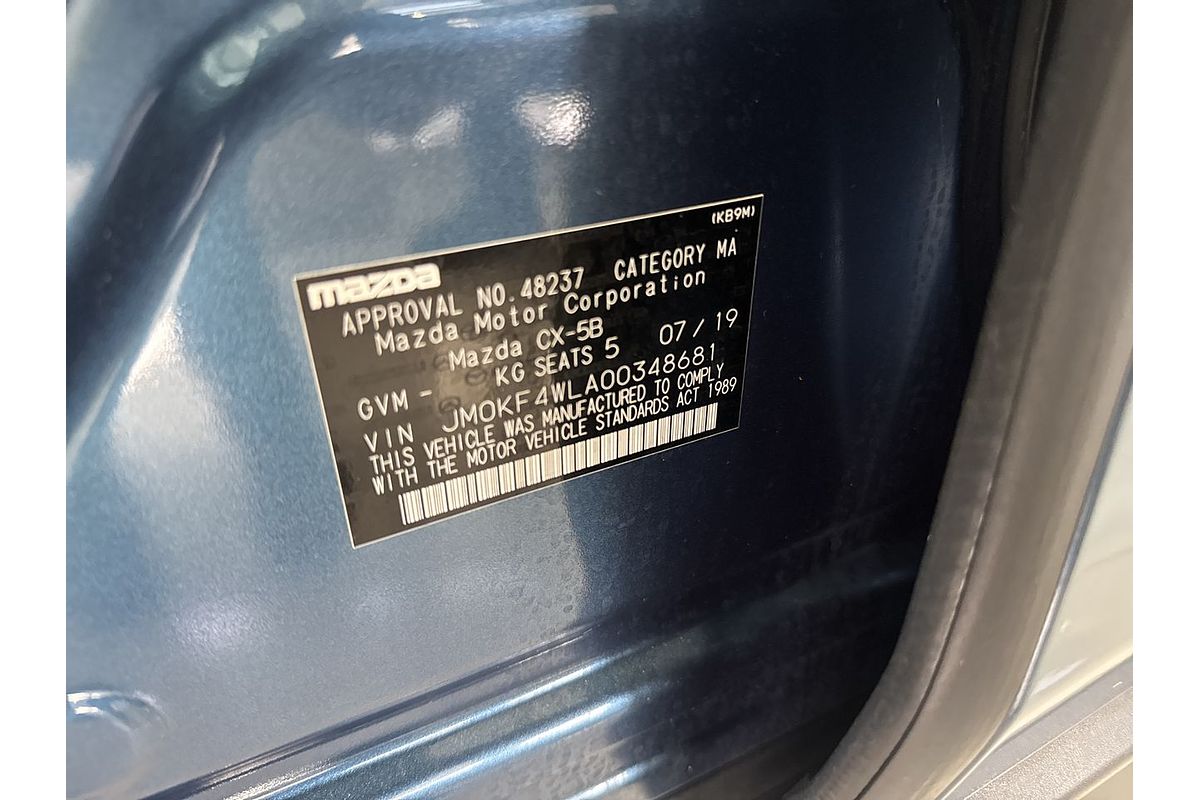 (KB9M)
mazda
APPROVAL NO.48237 CATEGORY MA
Mazda Motor Corporation
Mazda CX-5B 07/19
GVM - KG SEATS 5
VIN JM0KF4WLA00348681
THIS VEHICLE WAS MANUFACTURED TO COMPLY
WITH THE MOTOR VEHICLE STANDARDS ACT 1989